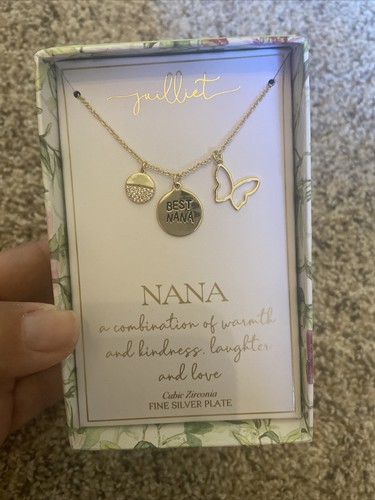 juilliet
BEST
NANA
NANA
a combination of warmth
and kindness, laughter
and love
Cubic Zirconia
FINE SILVER PLATE